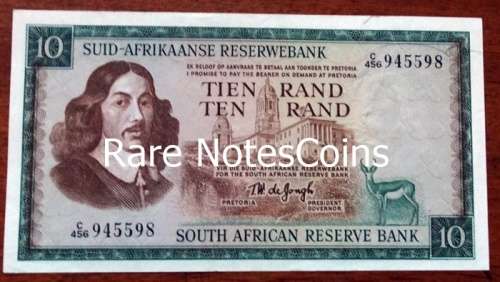 10 SUID-AFRIKAANSE RESERWEBANK
EK BELOOF OP AANVRAAG TE BETAAL AAN TOONDER TE PRETORIA
I PROMISE TO PAY THE BEARER ON DEMAND AT PRETORIA
C/456 945598
TIEN RAND
TEN RAND
Rare NotesCoins
VIR DIE SUID-AFRIKAANSE RESERWEBANK
FOR THE SOUTH AFRICAN RESERVE BANK
T.W. de Jongh
PRETORIA PRESIDENT
GOVERNOR
C/456 945598
SOUTH AFRICAN RESERVE BANK 10